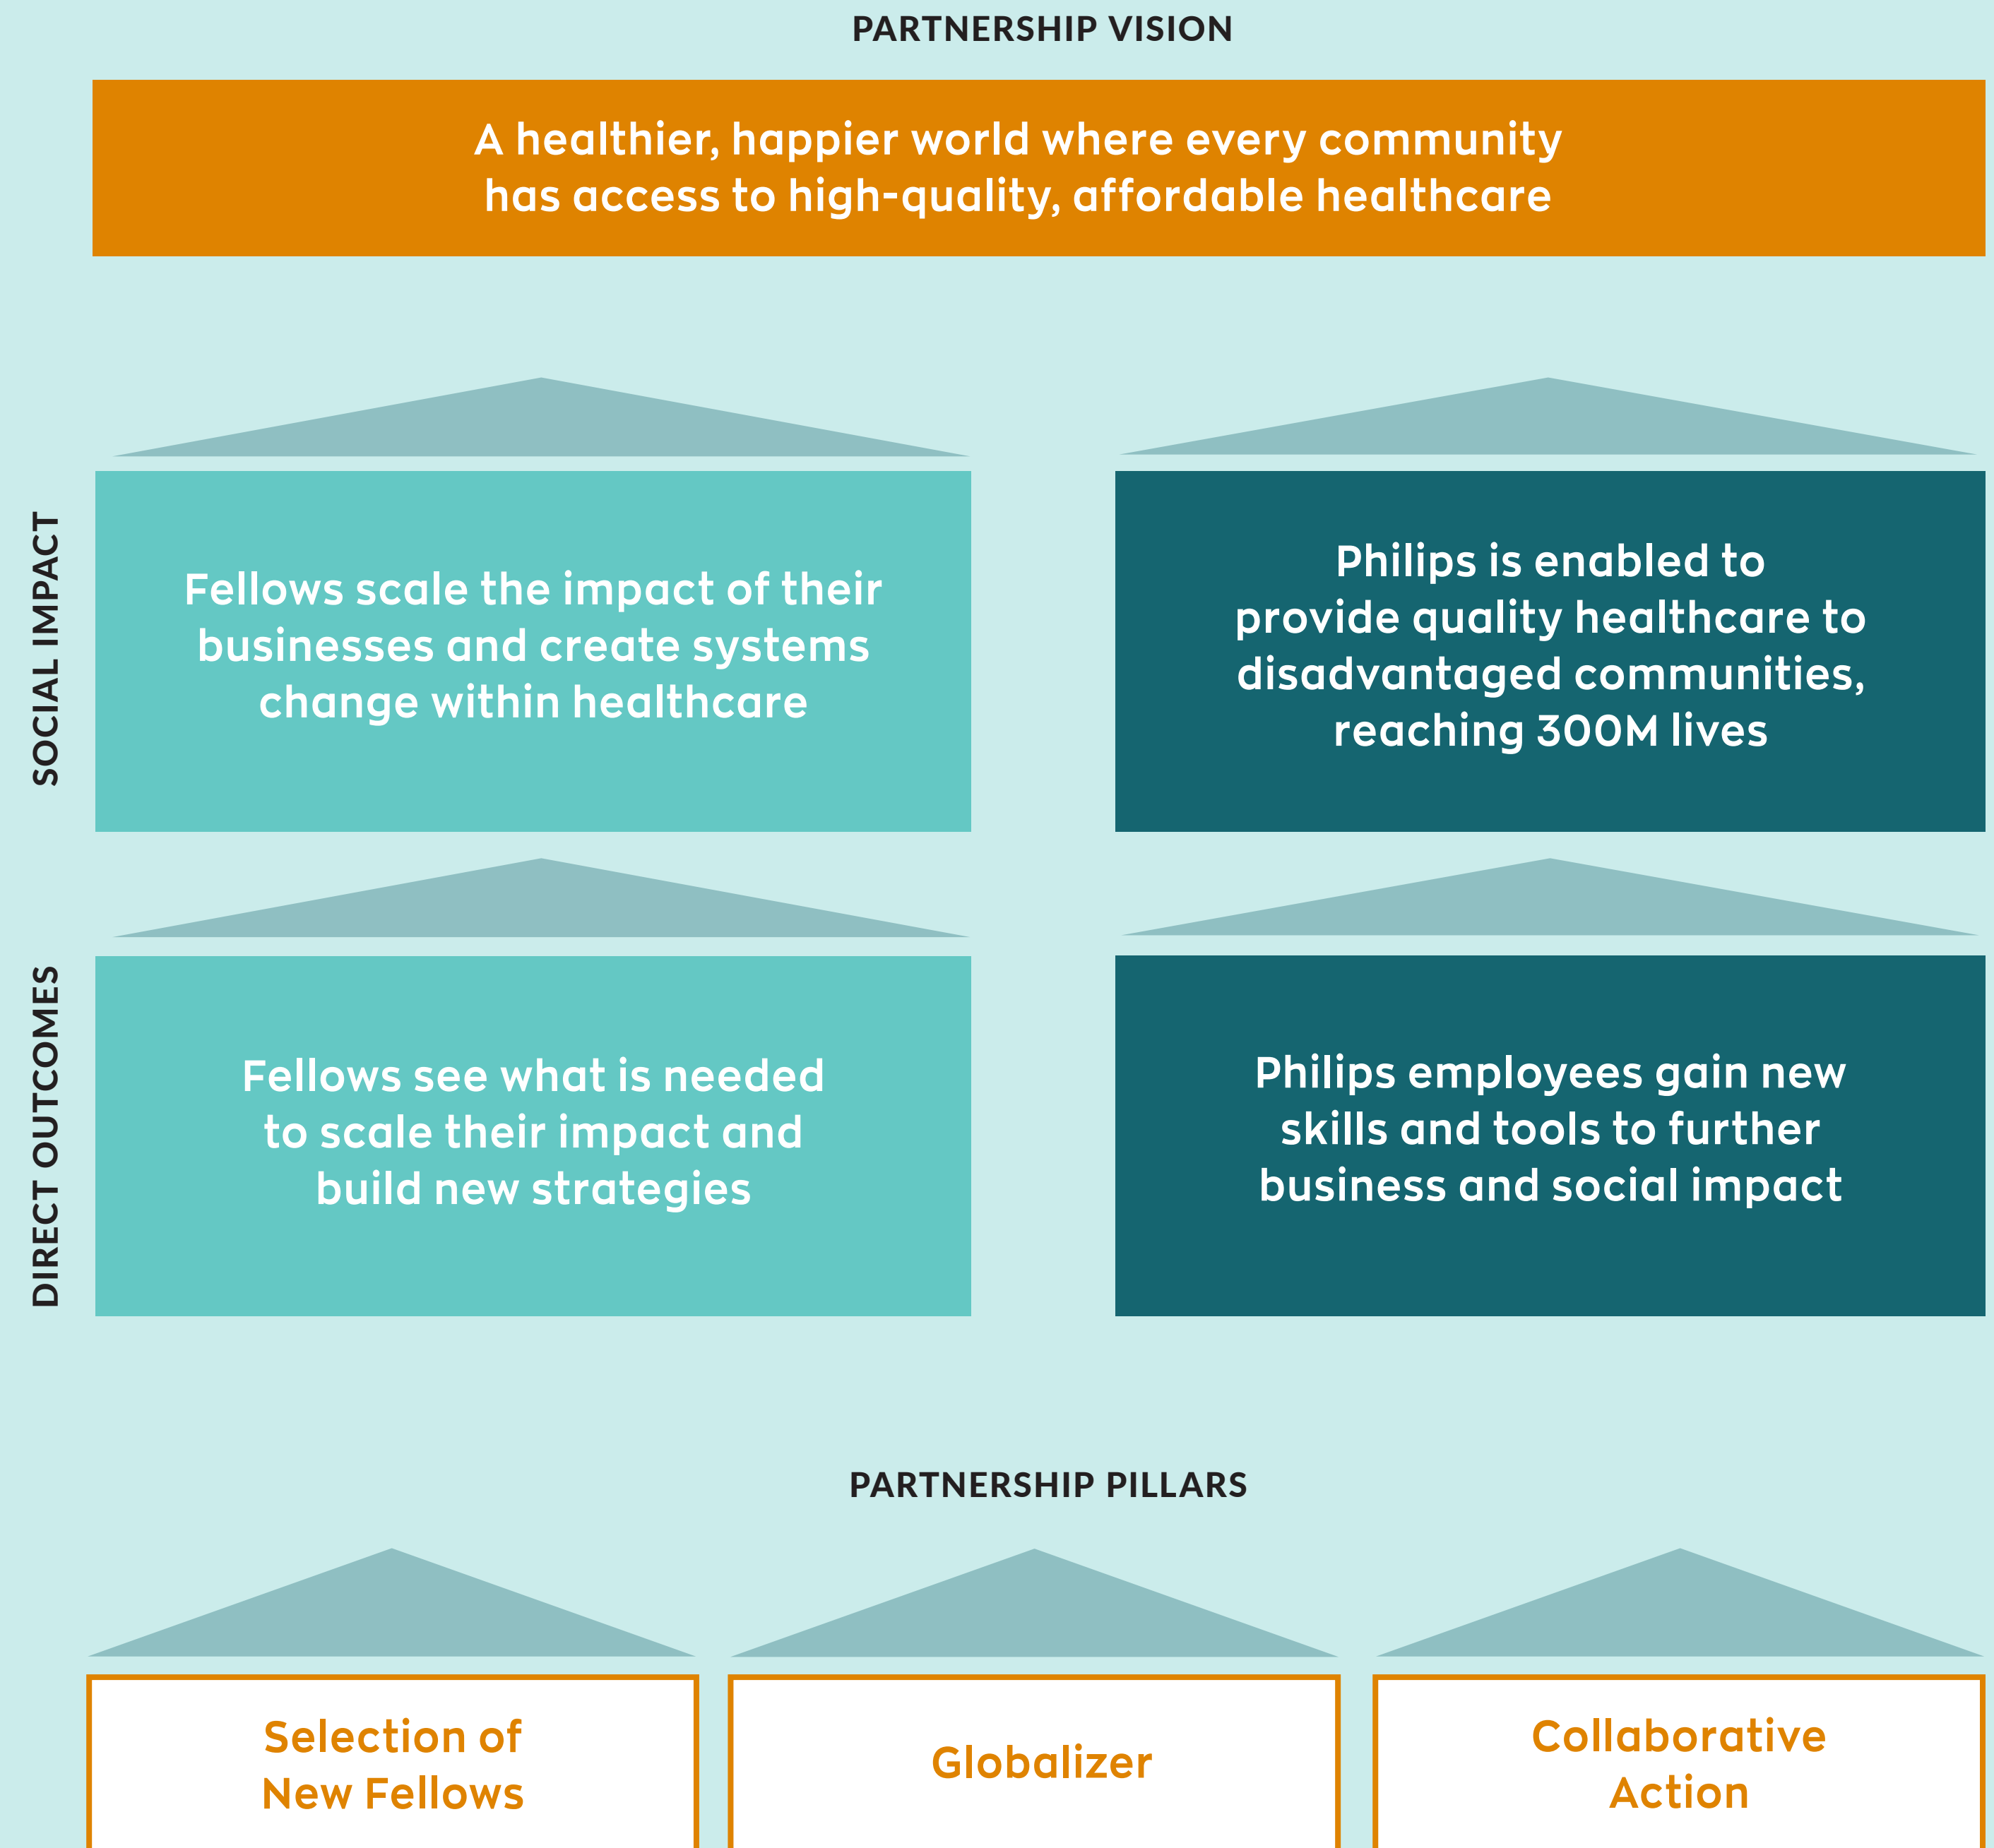 PARTNERSHIP VISION
A healthier, happier world where every community
has access to high-quality, affordable healthcare
SOCIAL IMPACT
Fellows scale the impact of their
businesses and create systems
change within healthcare
Philips is enabled to
provide quality healthcare to
disadvantaged communities,
reaching 300M lives
DIRECT OUTCOMES
Fellows see what is needed
to scale their impact and
build new strategies
Philips employees gain new
skills and tools to further
business and social impact
PARTNERSHIP PILLARS
Selection of
New Fellows
Globalizer
Collaborative
Action